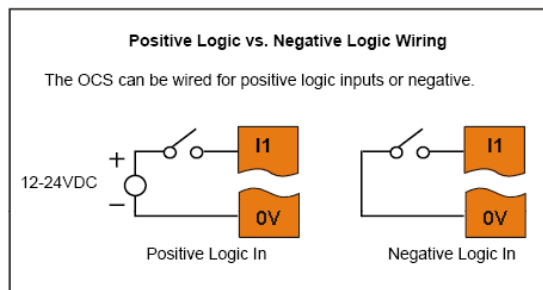 Positive Logic vs. Negative Logic Wiring
The OCS can be wired for positive logic inputs or negative.
I1
I1
+
12-24VDC
–
0V
0V
Positive Logic In
Negative Logic In